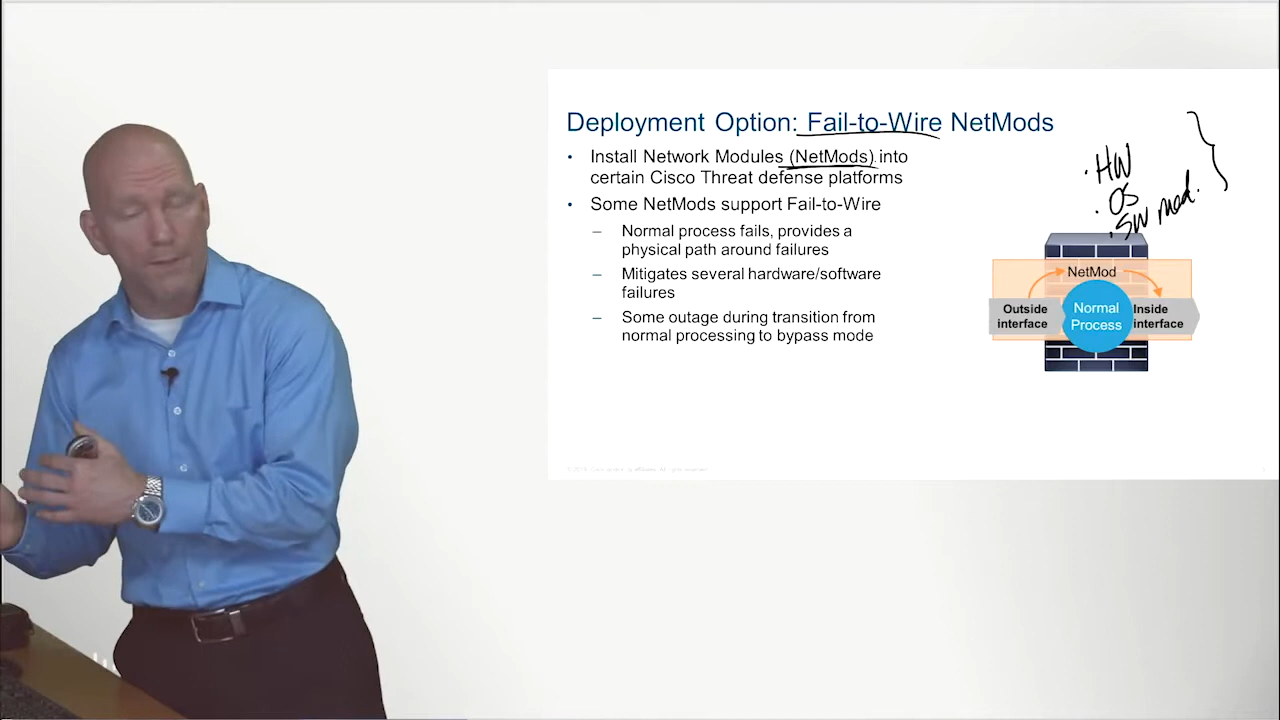 Deployment Option: Fail-to-Wire NetMods
• Install Network Modules (NetMods) into
certain Cisco Threat defense platforms
• Some NetMods support Fail-to-Wire
– Normal process fails, provides a
physical path around failures
– Mitigates several hardware/software
failures
– Some outage during transition from
normal processing to bypass mode
· HW
· OS
· SW mod.
NetMod
Outside
interface
Normal
Process
Inside
interface